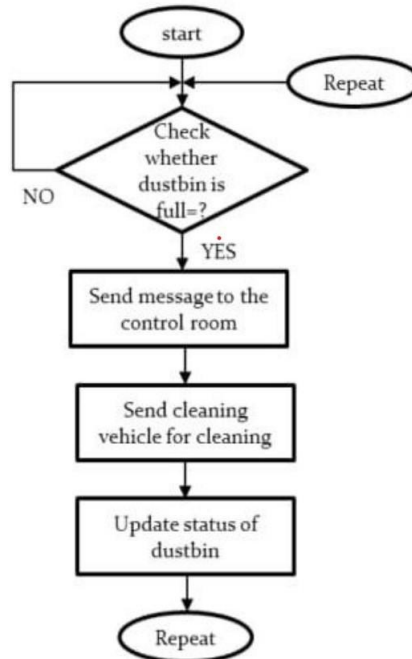 start
Repeat
Check
whether
dustbin is
full=?
NO
YES
Send message to the
control room
Send cleaning
vehicle for cleaning
Update status of
dustbin
Repeat